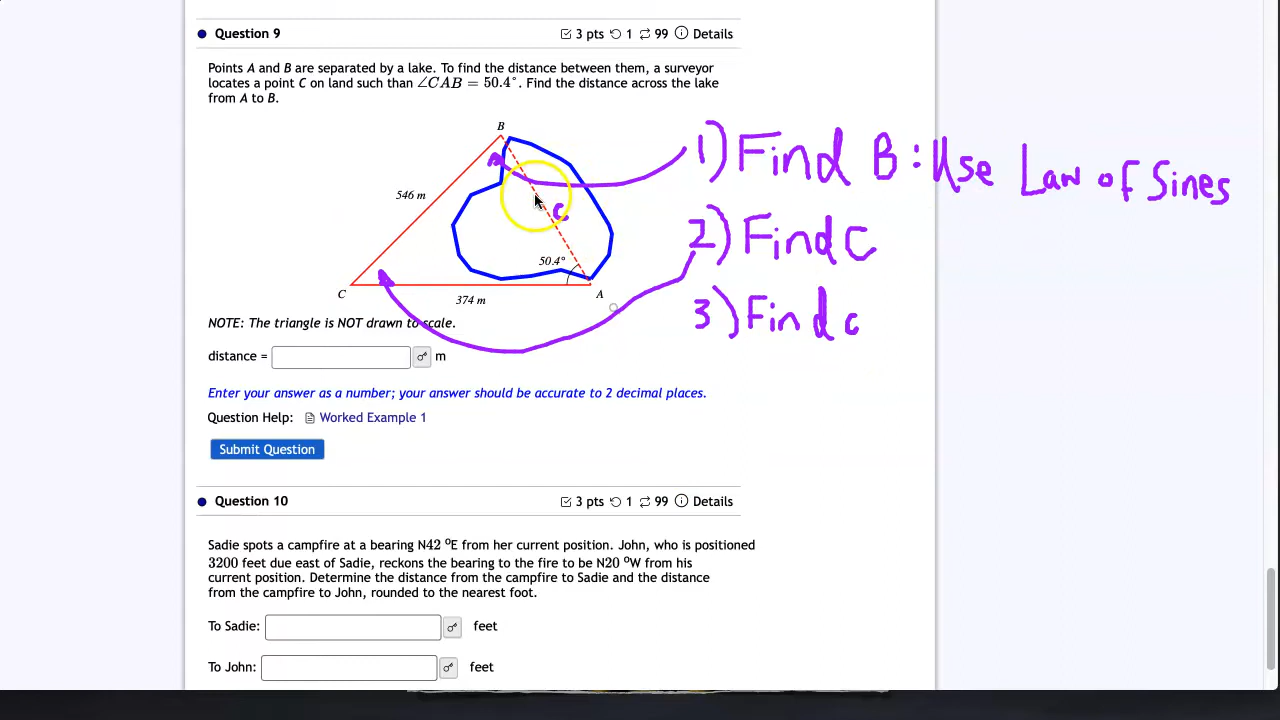 Question 9
3 pts 1 99 Details
Points A and B are separated by a lake. To find the distance between them, a surveyor
locates a point C on land such than ∠CAB = 50.4°. Find the distance across the lake
from A to B.
B
546 m
c
50.4°
C
374 m
A
1) Find B: Use Law of Sines
2) Find C
3) Find c
NOTE: The triangle is NOT drawn to scale.
distance = m
Enter your answer as a number; your answer should be accurate to 2 decimal places.
Question Help: Worked Example 1
Submit Question
Question 10
3 pts 1 99 Details
Sadie spots a campfire at a bearing N42 °E from her current position. John, who is positioned
3200 feet due east of Sadie, reckons the bearing to the fire to be N20 °W from his
current position. Determine the distance from the campfire to Sadie and the distance
from the campfire to John, rounded to the nearest foot.
To Sadie: feet
To John: feet